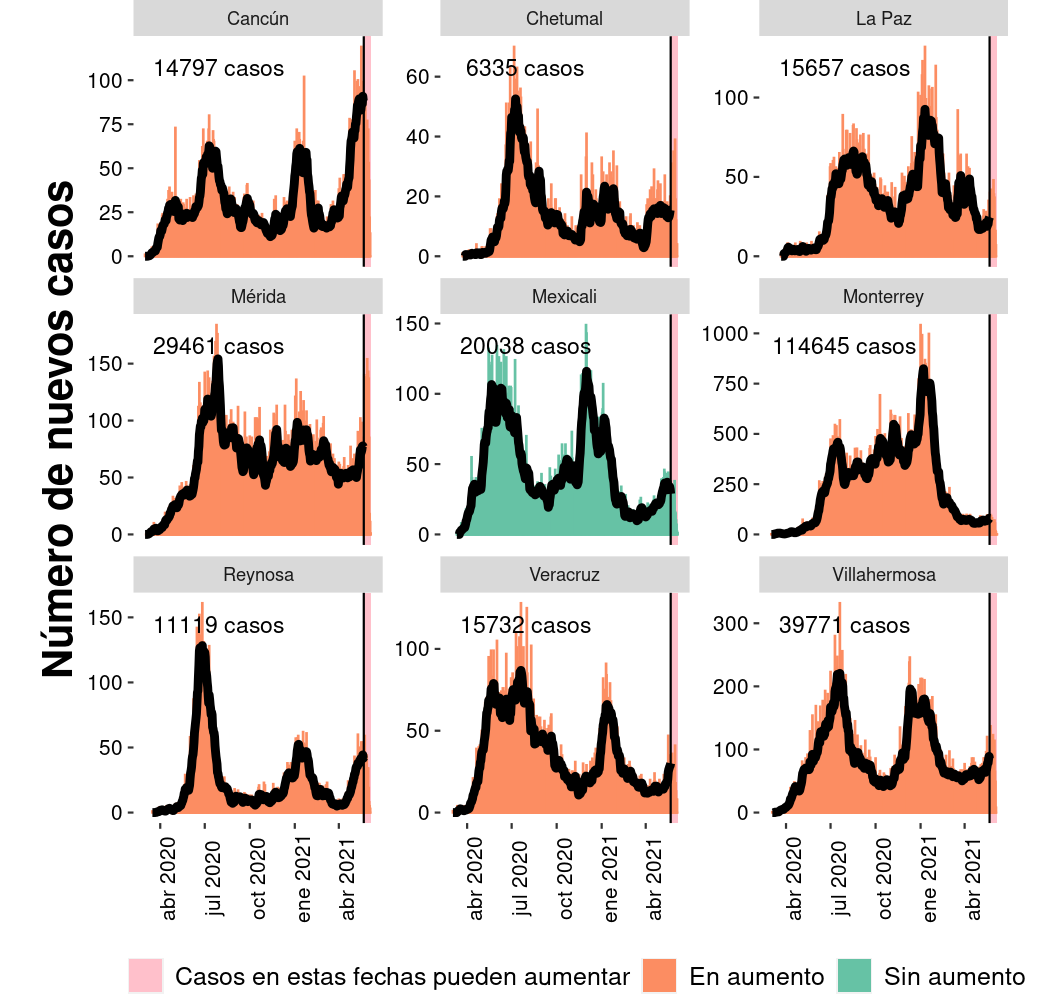 Número de nuevos casos
Cancún
14797 casos
100
75
50
25
0
Chetumal
6335 casos
60
40
20
0
La Paz
15657 casos
100
50
0
Mérida
29461 casos
150
100
50
0
Mexicali
20038 casos
150
100
50
0
Monterrey
114645 casos
1000
750
500
250
0
Reynosa
11119 casos
150
100
50
0
Veracruz
15732 casos
100
50
0
Villahermosa
39771 casos
300
200
100
0
abr 2020
jul 2020
oct 2020
ene 2021
abr 2021
abr 2020
jul 2020
oct 2020
ene 2021
abr 2021
abr 2020
jul 2020
oct 2020
ene 2021
abr 2021
Casos en estas fechas pueden aumentar
En aumento
Sin aumento